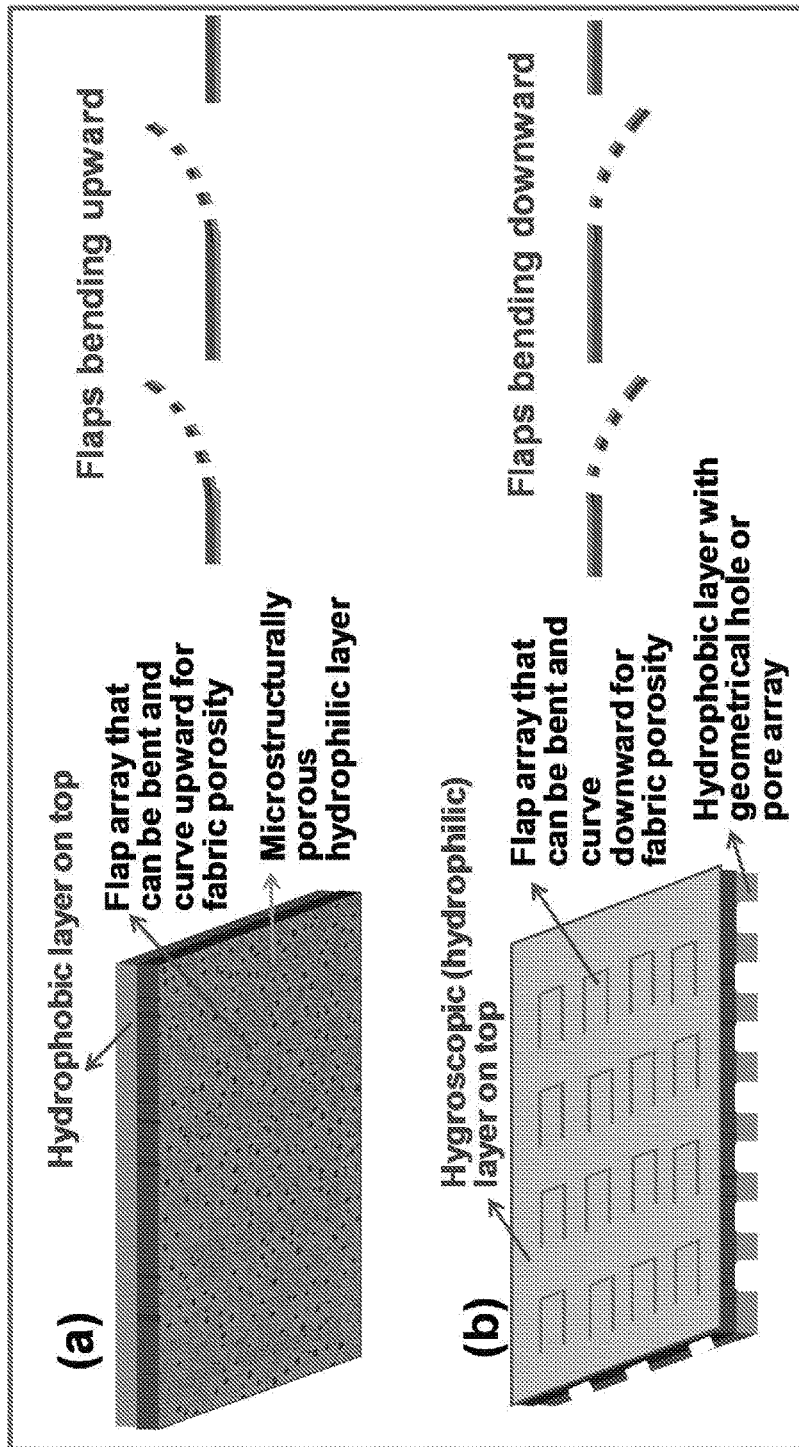 (a)
Hydrophobic layer on top
Flap array that
can be bent and
curve upward for
fabric porosity
Microstructurally
porous
hydrophilic layer
Flaps bending upward
(b)
Hygroscopic (hydrophilic)
layer on top
Flap array that
can be bent and
curve
downward for
fabric porosity
Hydrophobic layer with
geometrical hole or
pore array
Flaps bending downward